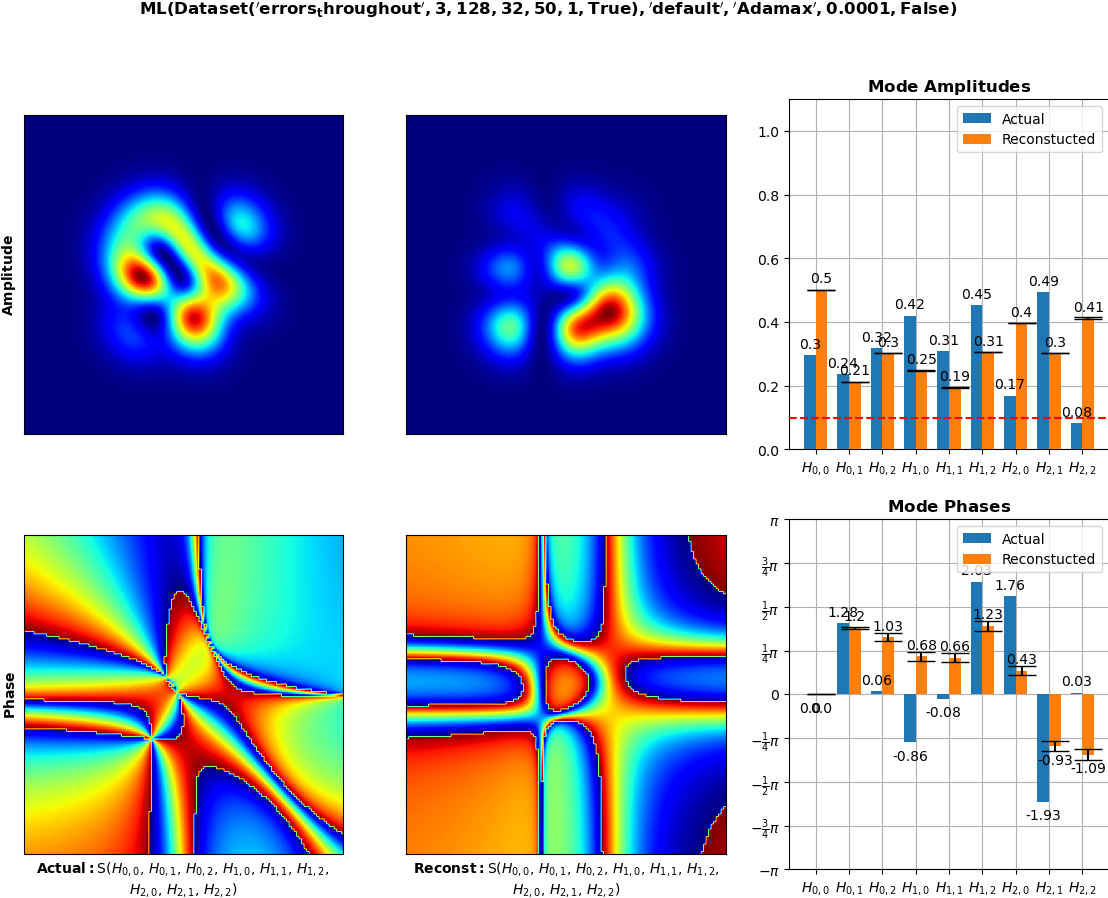 ML(Dataset('errors_throughout', 3, 128, 32, 50, 1, True), 'default', 'Adamax', 0.0001, False)
Amplitude
Mode Amplitudes
Actual
Reconstucted
1.0
0.8
0.6
0.4
0.2
0.0
0.3 0.5 0.24 0.21 0.32 0.3 0.42 0.25 0.31 0.19 0.45 0.31 0.17 0.4 0.49 0.3 0.08 0.41
H0,0 H0,1 H0,2 H1,0 H1,1 H1,2 H2,0 H2,1 H2,2
Phase
Actual:S(H0,0, H0,1, H0,2, H1,0, H1,1, H1,2,
H2,0, H2,1, H2,2)
Reconst:S(H0,0, H0,1, H0,2, H1,0, H1,1, H1,2,
H2,0, H2,1, H2,2)
Mode Phases
Actual
Reconstucted
π
3/4π
1/2π
1/4π
0
−1/4π
−1/2π
−3/4π
−π
0.0 0.0 1.28 1.2 0.06 1.03 -0.86 0.68 -0.08 0.66 2.03 1.23 1.76 0.43 -1.93 -0.93 0.03 -1.09
H0,0 H0,1 H0,2 H1,0 H1,1 H1,2 H2,0 H2,1 H2,2